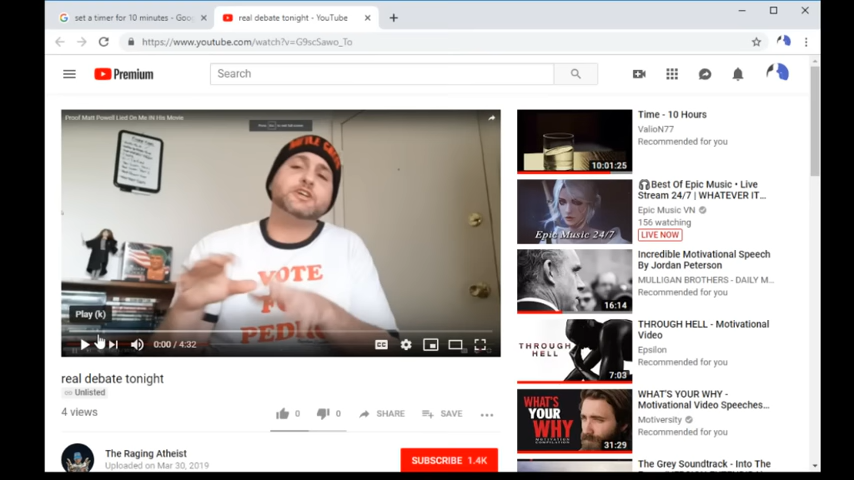 set a timer for 10 minutes - Goo
real debate tonight - YouTube
https://www.youtube.com/watch?v=G9scSawo_To
Premium
Search
Proof Matt Powell Lied On Me IN His Movie
VOTE
PEDR
Play (k)
0:00 / 4:32
real debate tonight
Unlisted
4 views
0
0
SHARE
SAVE
The Raging Atheist
Uploaded on Mar 30, 2019
SUBSCRIBE 1.4K
10:01:25
Time - 10 Hours
ValioN77
Recommended for you
Epic Music 24/7
Best Of Epic Music • Live
Stream 24/7 | WHATEVER IT...
Epic Music VN
156 watching
LIVE NOW
16:14
Incredible Motivational Speech
By Jordan Peterson
MULLIGAN BROTHERS - DAILY M...
Recommended for you
THROUGH
HELL
7:03
THROUGH HELL - Motivational
Video
Epsilon
Recommended for you
WHAT'S
YOUR
WHY
31:29
WHAT'S YOUR WHY -
Motivational Video Speeches...
Motiversity
Recommended for you
The Grey Soundtrack - Into The